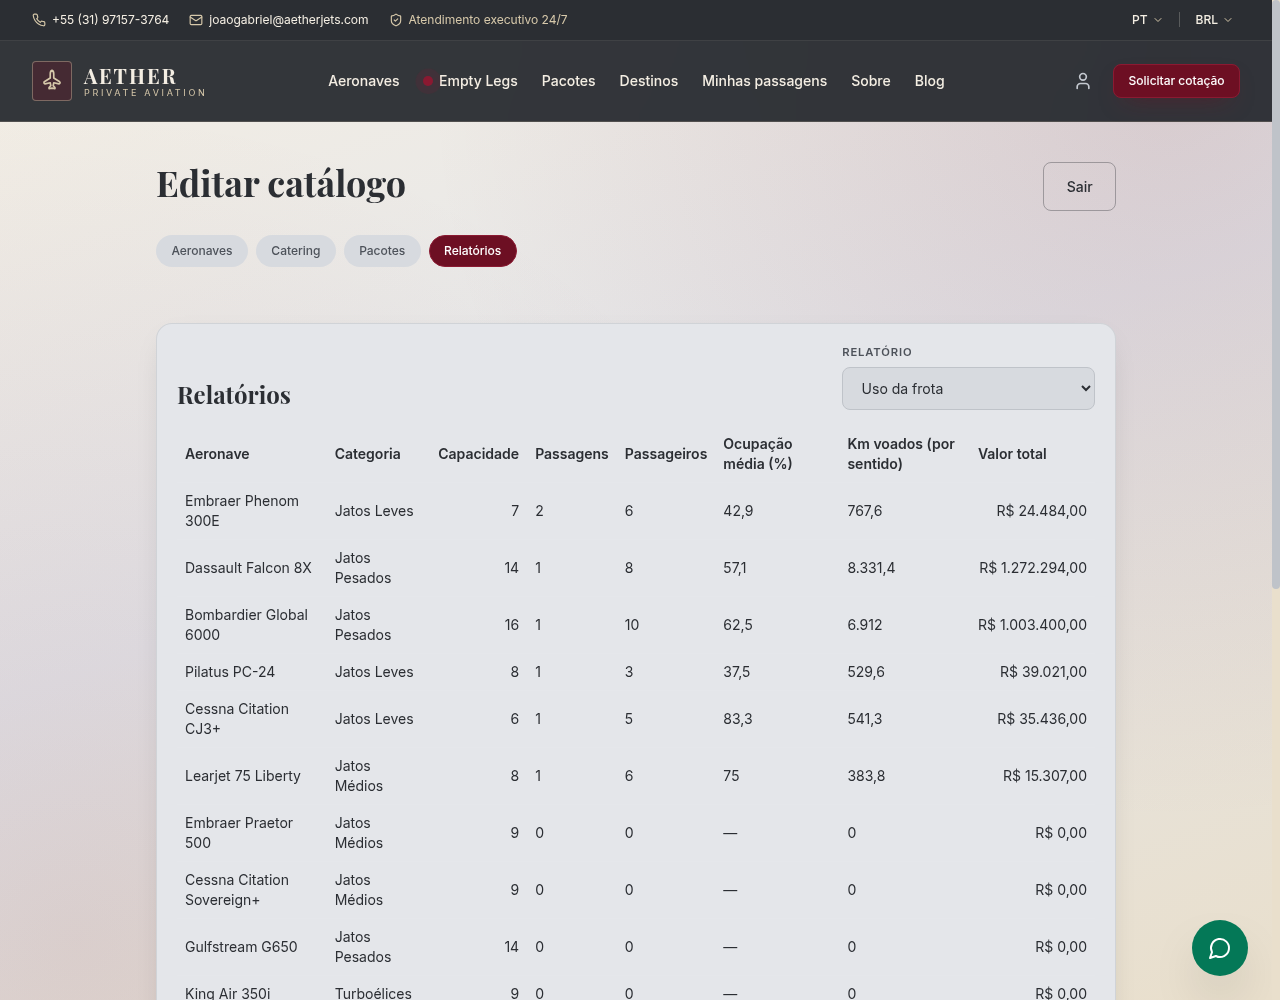 +55 (31) 97157-3764 joaogabriel@aetherjets.com Atendimento executivo 24/7 PT BRL
AETHER
PRIVATE AVIATION
Aeronaves Empty Legs Pacotes Destinos Minhas passagens Sobre Blog Solicitar cotação
Editar catálogo
Sair
Aeronaves Catering Pacotes Relatórios
RELATÓRIO
Relatórios
Uso da frota
Aeronave Categoria Capacidade Passagens Passageiros Ocupação média (%) Km voados (por sentido) Valor total
Embraer Phenom 300E Jatos Leves 7 2 6 42,9 767,6 R$ 24.484,00
Dassault Falcon 8X Jatos Pesados 14 1 8 57,1 8.331,4 R$ 1.272.294,00
Bombardier Global 6000 Jatos Pesados 16 1 10 62,5 6.912 R$ 1.003.400,00
Pilatus PC-24 Jatos Leves 8 1 3 37,5 529,6 R$ 39.021,00
Cessna Citation CJ3+ Jatos Leves 6 1 5 83,3 541,3 R$ 35.436,00
Learjet 75 Liberty Jatos Médios 8 1 6 75 383,8 R$ 15.307,00
Embraer Praetor 500 Jatos Médios 9 0 0 — 0 R$ 0,00
Cessna Citation Sovereign+ Jatos Médios 9 0 0 — 0 R$ 0,00
Gulfstream G650 Jatos Pesados 14 0 0 — 0 R$ 0,00
King Air 350i Turboélices 9 0 0 — 0 R$ 0,00